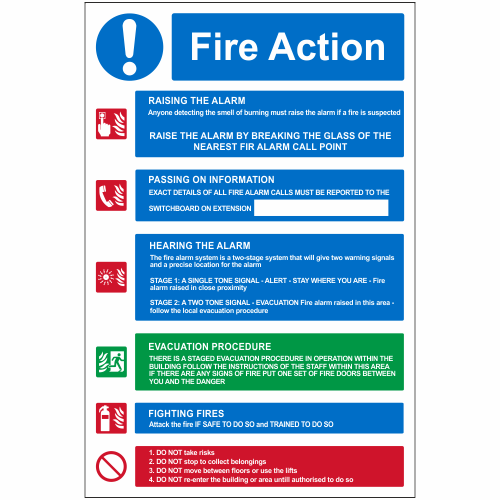 Fire Action
RAISING THE ALARM
Anyone detecting the smell of burning must raise the alarm if a fire is suspected
RAISE THE ALARM BY BREAKING THE GLASS OF THE
NEAREST FIR ALARM CALL POINT
PASSING ON INFORMATION
EXACT DETAILS OF ALL FIRE ALARM CALLS MUST BE REPORTED TO THE
SWITCHBOARD ON EXTENSION
HEARING THE ALARM
The fire alarm system is a two-stage system that will give two warning signals
and a precise location for the alarm
STAGE 1: A SINGLE TONE SIGNAL - ALERT - STAY WHERE YOU ARE - Fire
alarm raised in close proximity
STAGE 2: A TWO TONE SIGNAL - EVACUATION Fire alarm raised in this area -
follow the local evacuation procedure
EVACUATION PROCEDURE
THERE IS A STAGED EVACUATION PROCEDURE IN OPERATION WITHIN THE
BUILDING FOLLOW THE INSTRUCTIONS OF THE STAFF WITHIN THIS AREA
IF THERE ARE ANY SIGNS OF FIRE PUT ONE SET OF FIRE DOORS BETWEEN
YOU AND THE DANGER
FIGHTING FIRES
Attack the fire IF SAFE TO DO SO and TRAINED TO DO SO
1. DO NOT take risks
2. DO NOT stop to collect belongings
3. DO NOT move between floors or use the lifts
4. DO NOT re-enter the building or area untill authorised to do so